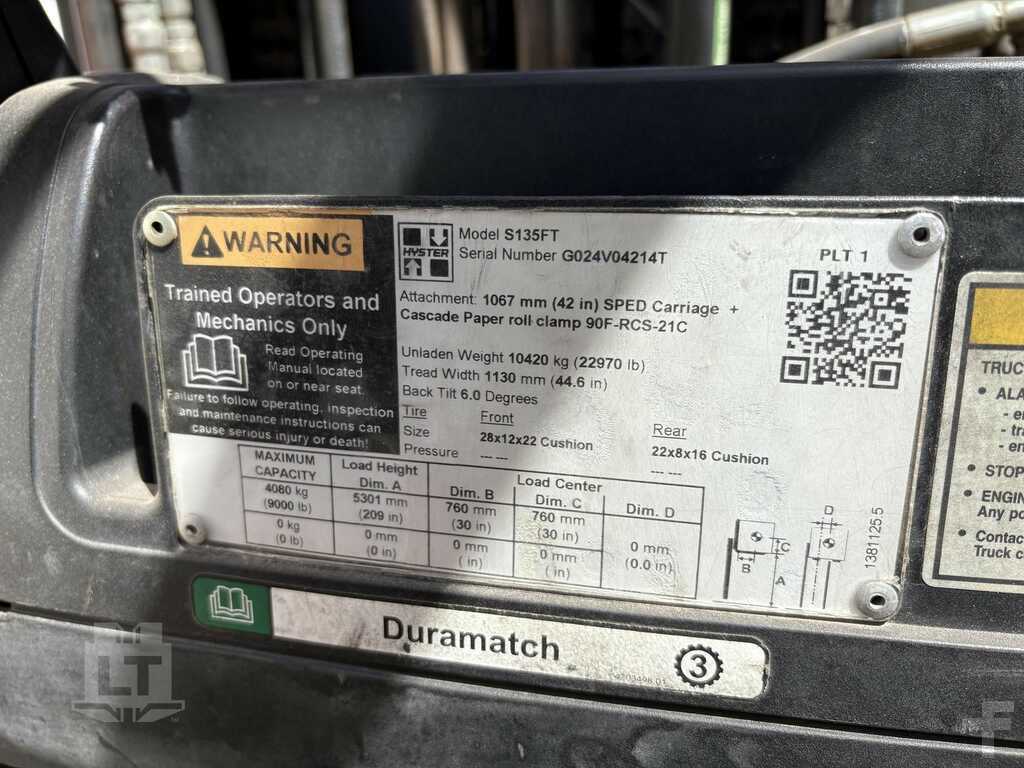 WARNING
Trained Operators and
Mechanics Only
Read Operating
Manual located
on or near seat.
Failure to follow operating, inspection
and maintenance instructions can
cause serious injury or death!
HYSTER
Model S135FT
Serial Number G024V04214T
PLT 1
Attachment: 1067 mm (42 in) SPED Carriage +
Cascade Paper roll clamp 90F-RCS-21C
Unladen Weight 10420 kg (22970 lb)
Tread Width 1130 mm (44.6 in)
Back Tilt 6.0 Degrees
Tire Front Rear
Size 28x12x22 Cushion 22x8x16 Cushion
Pressure --- --- --- ---
MAXIMUM CAPACITY Load Height Dim. A Load Center Dim. B Dim. C Dim. D
4080 kg (9000 lb) 5301 mm (209 in) 760 mm (30 in) 760 mm (30 in)
0 kg (0 lb) 0 mm (0 in) 0 mm ( in) 0 mm ( in) 0 mm (0.0 in)
D
C
B
A
1381125.5
Duramatch
3
TRUC
• ALA
- e
- tra
- en
• STOP
• ENGIN
Any po
• Contac
Truck c
LT
F